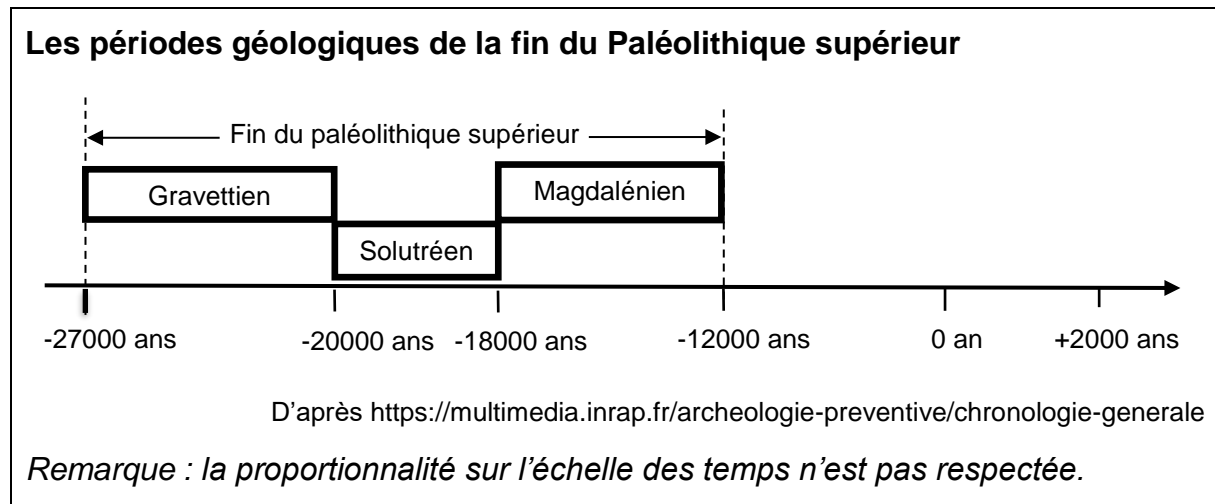 Les périodes géologiques de la fin du Paléolithique supérieur
Fin du paléolithique supérieur
Gravettien
Magdalénien
Solutréen
-27000 ans
-20000 ans
-18000 ans
-12000 ans
0 an
+2000 ans
D’après https://multimedia.inrap.fr/archeologie-preventive/chronologie-generale
Remarque : la proportionnalité sur l’échelle des temps n’est pas respectée.